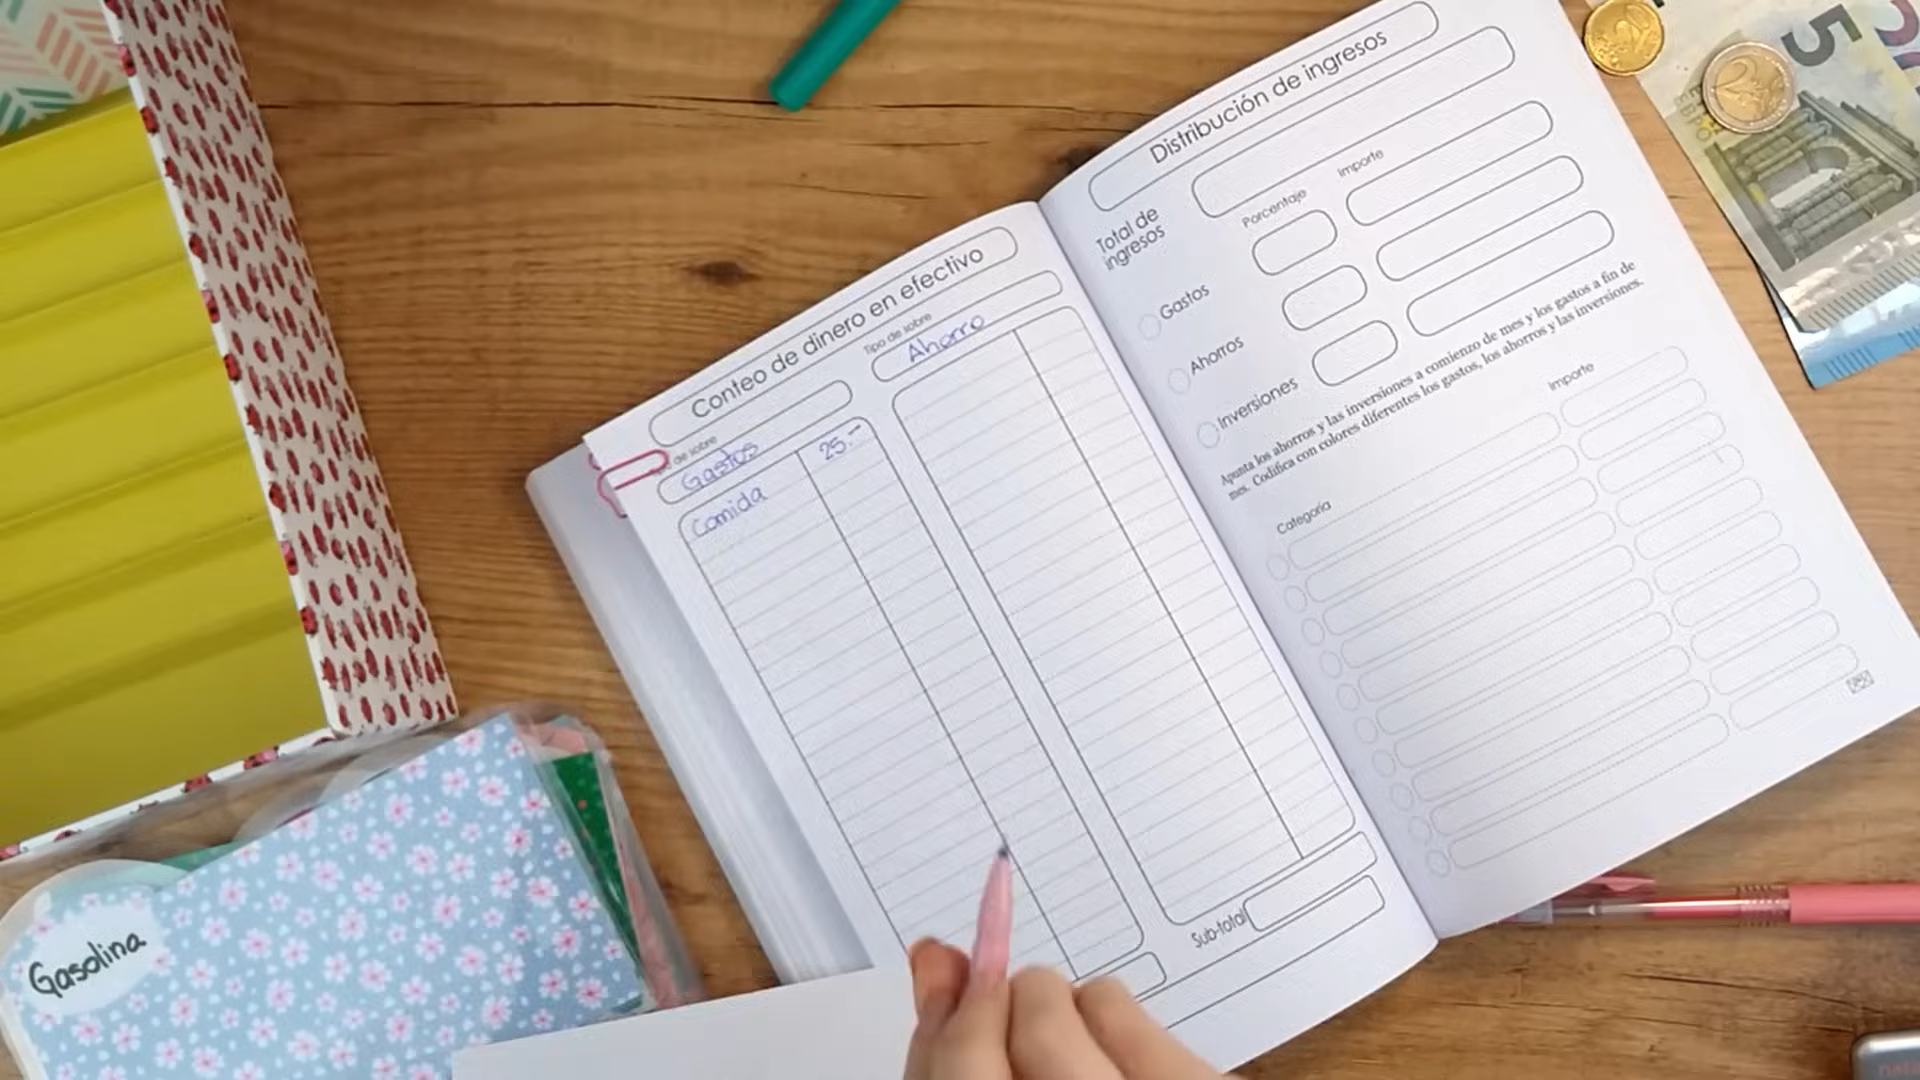 Conteo de dinero en efectivo
Tipo de sobre
Gastos
Comida 25.-
Tipo de sobre
Ahorro
Sub-total
Distribución de ingresos
Total de
ingresos
Porcentaje
Importe
Gastos
Ahorros
Inversiones
Apunta los ahorros y las inversiones a comienzo de mes y los gastos a fin de
mes. Codifica con colores diferentes los gastos, los ahorros y las inversiones.
Categoría
Importe
Gasolina
2
5